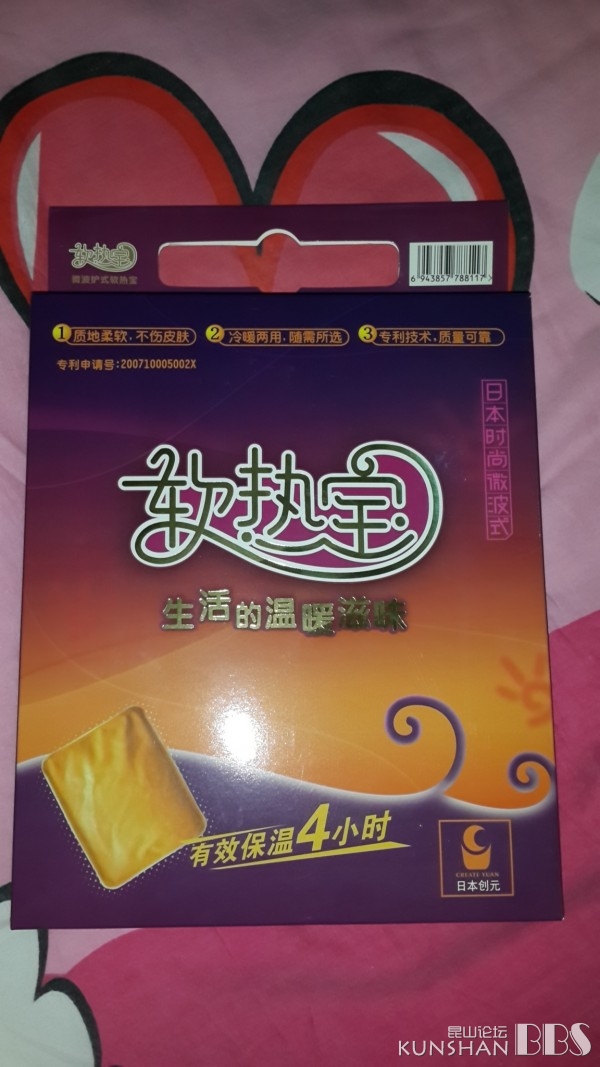 软热宝
微波炉式软热宝
6 943857 788117 >
1 质地柔软，不伤皮肤
2 冷暖两用，随需所选
3 专利技术，质量可靠
专利申请号：200710005002X
日本时尚微波式
软热宝
生活的温暖滋味
有效保温4小时
CREATE YUAN
日本创元
昆山论坛
KUNSHAN BBS